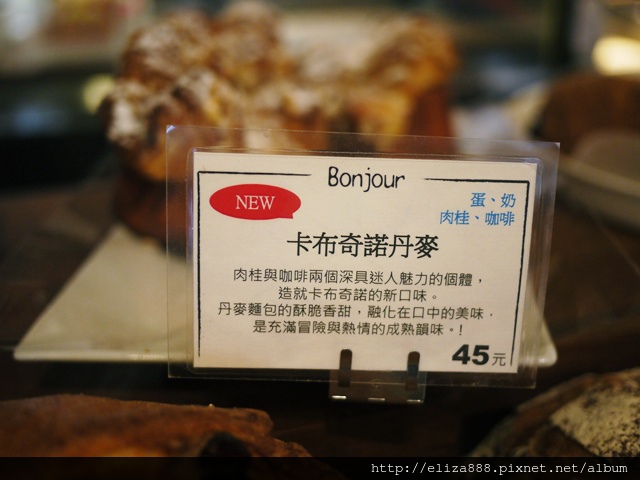 Bonjour
NEW
蛋、奶
肉桂、咖啡
卡布奇諾丹麥
肉桂與咖啡兩個深具迷人魅力的個體，
造就卡布奇諾的新口味。
丹麥麵包的酥脆香甜，融化在口中的美味，
是充滿冒險與熱情的成熟韻味。!
45元
http://eliza888.pixnet.net/album